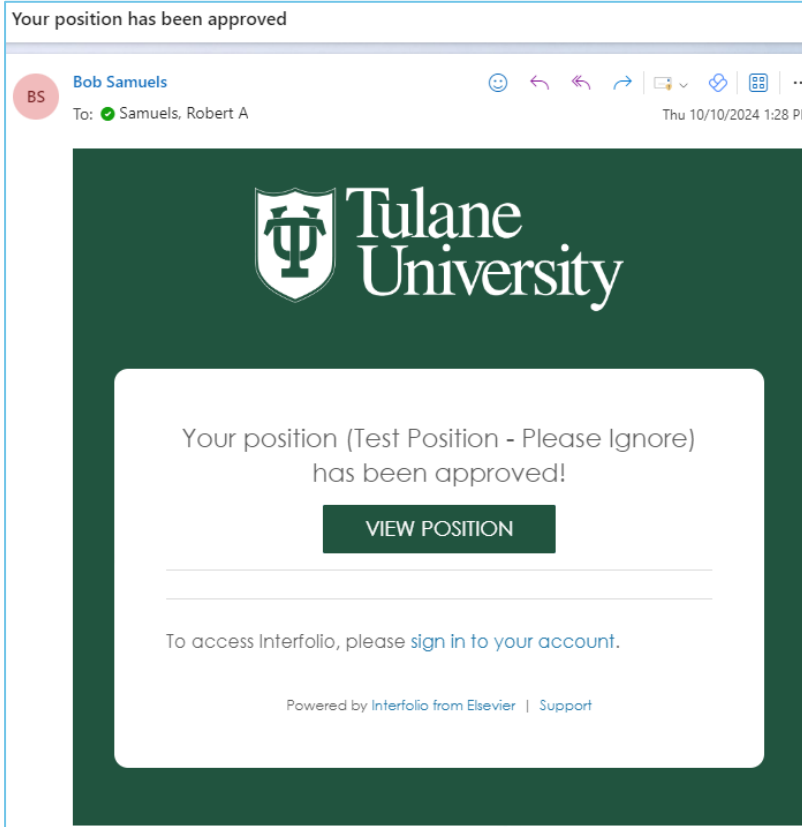 Your position has been approved
Bob Samuels
BS
To: Samuels, Robert A
Thu 10/10/2024 1:28 P
Tulane
University
Your position (Test Position - Please Ignore)
has been approved!
VIEW POSITION
To access Interfolio, please sign in to your account.
Powered by Interfolio from Elsevier | Support